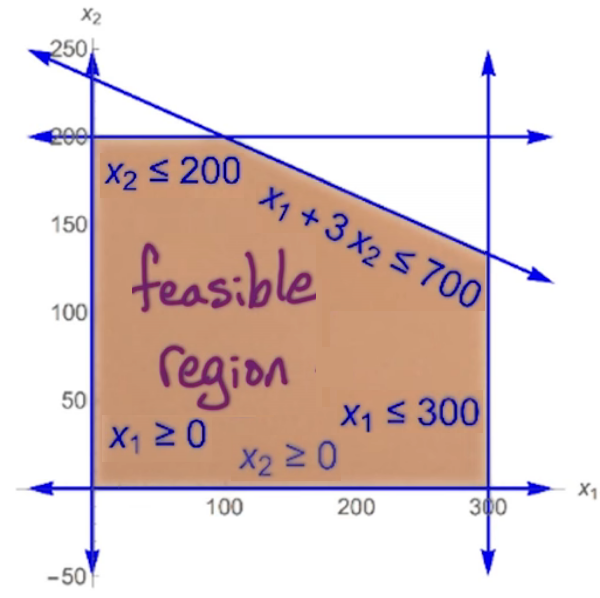 x₂
250
200
x₂ ≤ 200
150
x₁ + 3x₂ ≤ 700
feasible
100
region
50
x₁ ≤ 300
x₁ ≥ 0
x₂ ≥ 0
x₁
100
200
300
−50